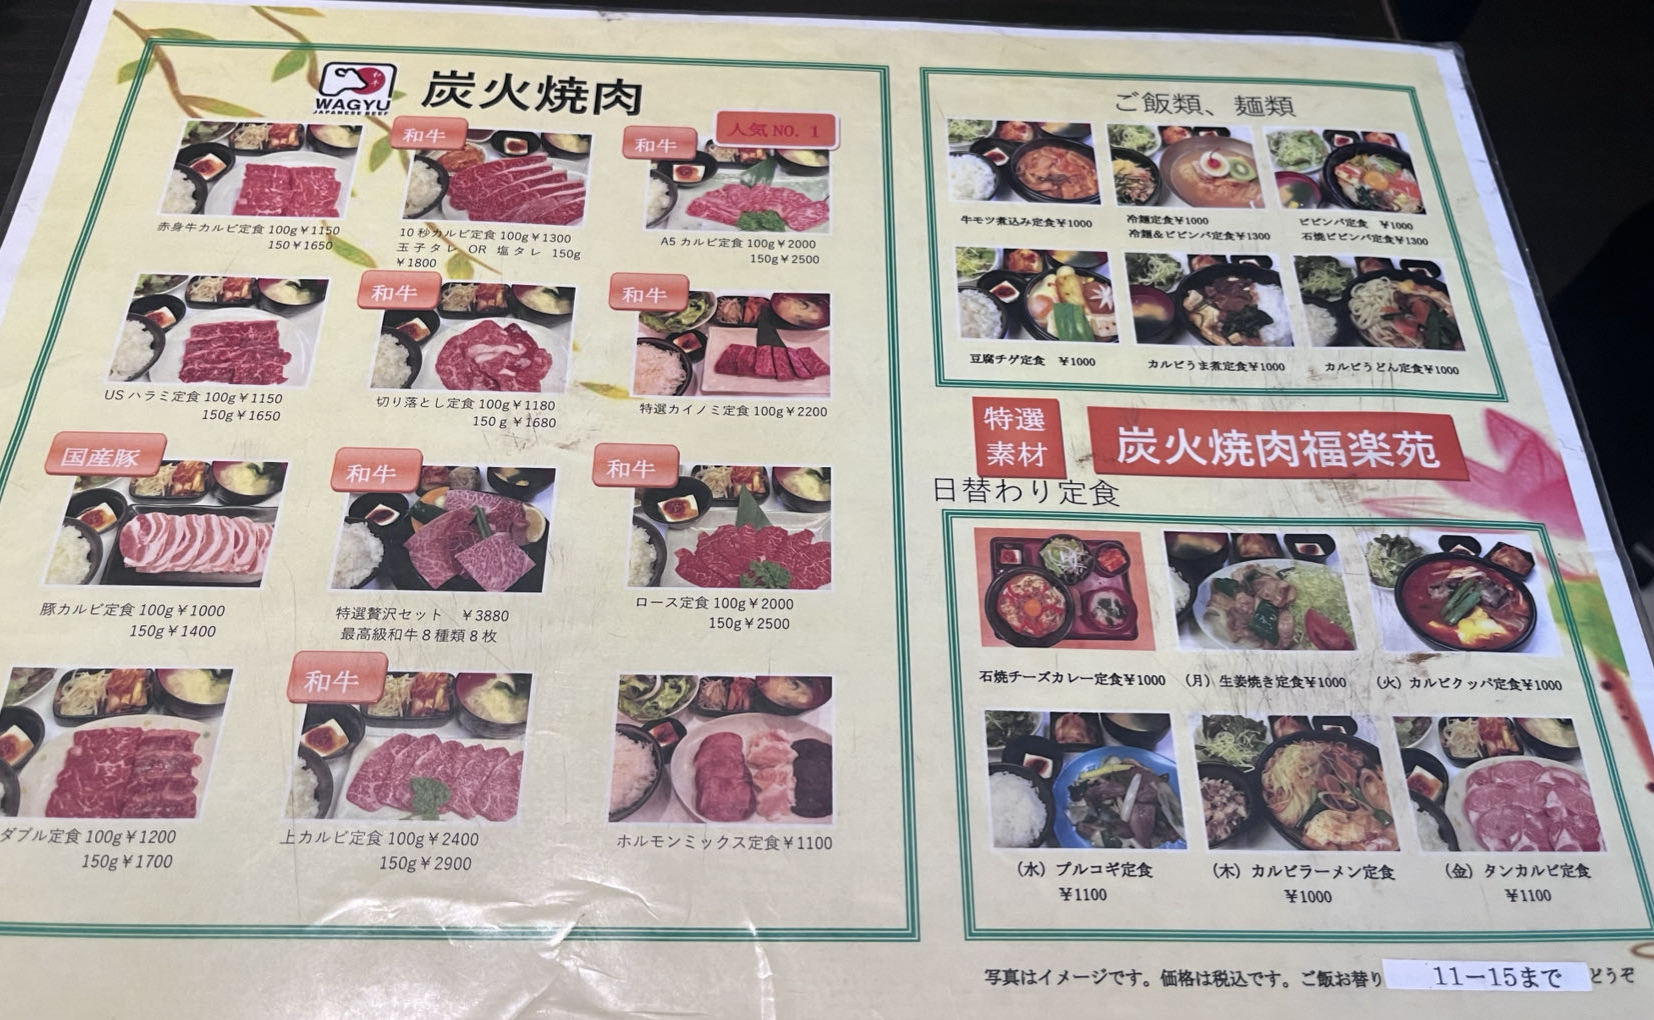 WAGYU
JAPANESE BEEF
和牛
炭火焼肉
人気 NO. 1
赤身牛カルビ定食 100g￥1150
150￥1650
和牛
10 秒カルビ定食 100g￥1300
玉子タレ OR 塩タレ 150g
￥1800
和牛
A5 カルビ定食 100g￥2000
150g￥2500
US ハラミ定食 100g￥1150
150g￥1650
和牛
切り落とし定食 100g￥1180
150ｇ￥1680
和牛
特選カイノミ定食 100g￥2200
国産豚
豚カルビ定食 100g￥1000
150g￥1400
和牛
特選贅沢セット　￥3880
最高級和牛８種類８枚
和牛
ロース定食 100g￥2000
150g￥2500
ダブル定食 100g￥1200
150g￥1700
和牛
上カルビ定食 100g￥2400
150g￥2900
ホルモンミックス定食￥1100
ご飯類、麺類
牛モツ煮込み定食￥1000
冷麺定食￥1000
冷麺＆ビビンパ定食￥1300
ビビンパ定食　￥1000
石焼ビビンパ定食￥1300
豆腐チゲ定食　￥1000
カルビうま煮定食￥1000
カルビうどん定食￥1000
特選
素材
炭火焼肉福楽苑
日替わり定食
石焼チーズカレー定食￥1000
（月）生姜焼き定食￥1000
（火）カルビクッパ定食￥1000
（水）プルコギ定食
￥1100
（木）カルビラーメン定食
￥1000
（金）タンカルビ定食
￥1100
写真はイメージです。価格は税込です。ご飯お替り 11－15まで どうぞ